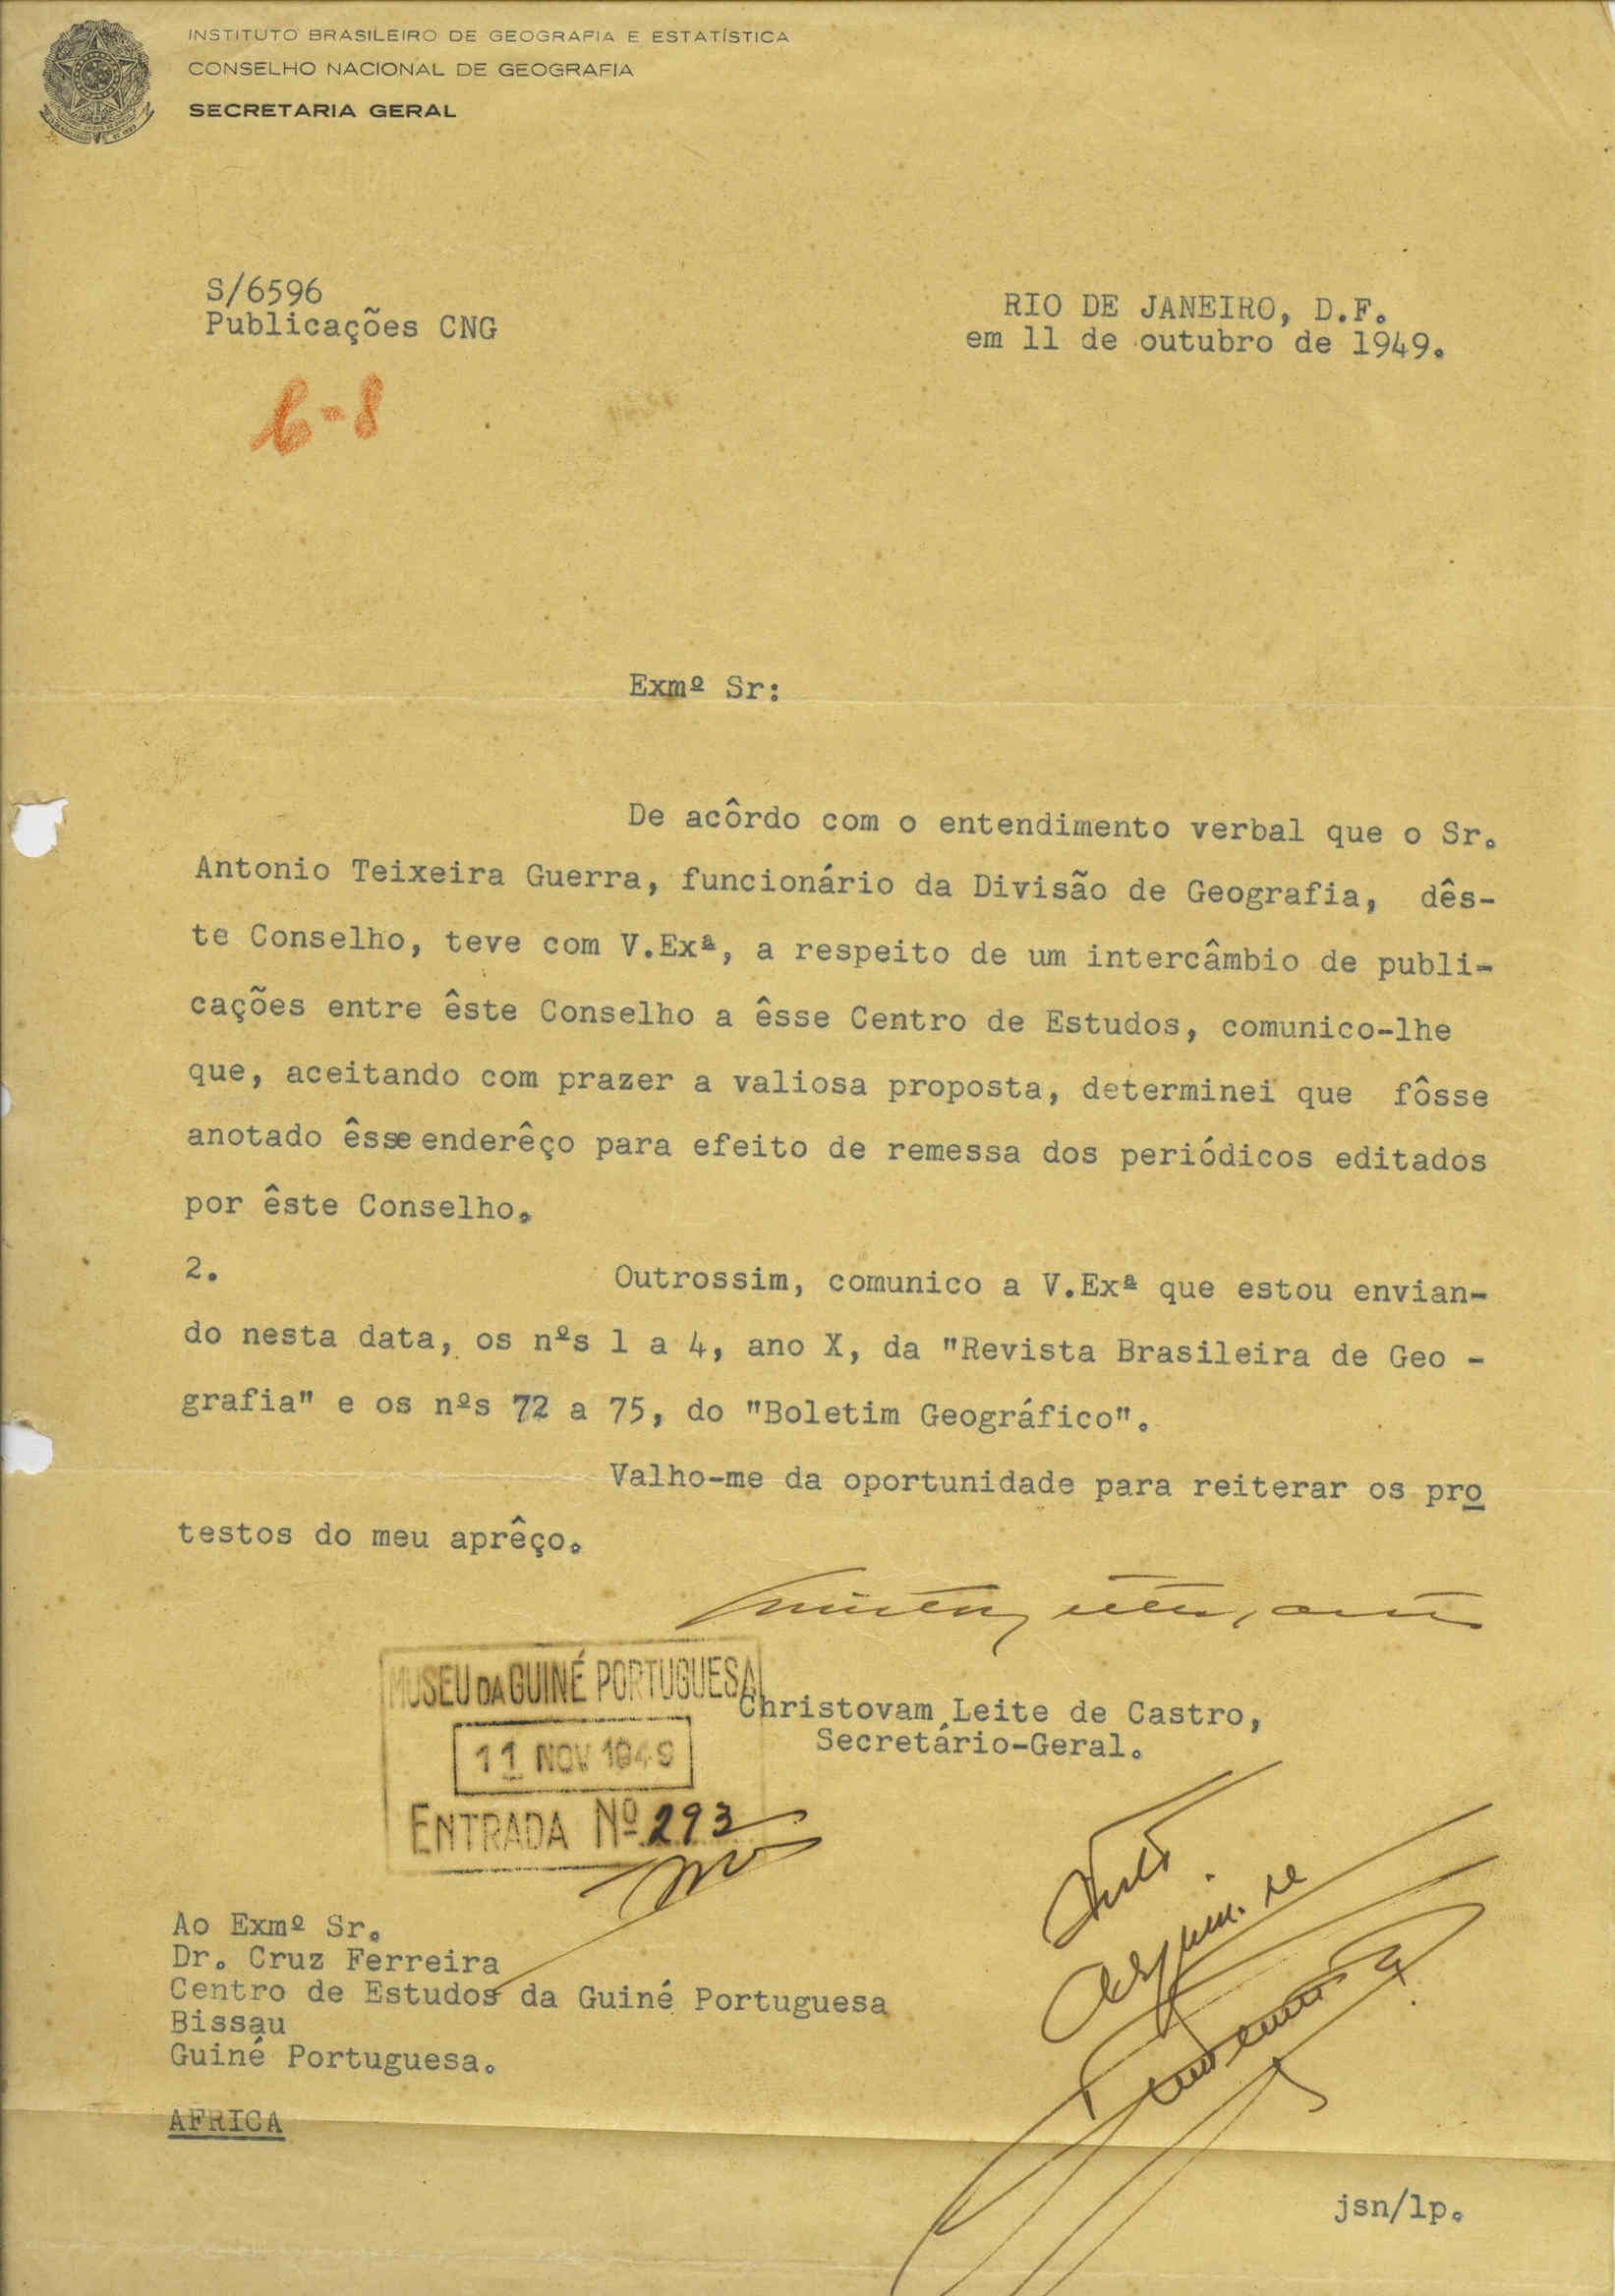 INSTITUTO BRASILEIRO DE GEOGRAFIA E ESTATÍSTICA
CONSELHO NACIONAL DE GEOGRAFIA
SECRETARIA GERAL
S/6596
Publicações CNG
RIO DE JANEIRO, D.F.
em 11 de outubro de 1949.
6-8
Exmº Sr:
De acôrdo com o entendimento verbal que o Sr.
Antonio Teixeira Guerra, funcionário da Divisão de Geografia, dês-
te Conselho, teve com V.Exª, a respeito de um intercâmbio de publi-
cações entre êste Conselho a êsse Centro de Estudos, comunico-lhe
que, aceitando com prazer a valiosa proposta, determinei que fôsse
anotado êsse enderêço para efeito de remessa dos periódicos editados
por êste Conselho.
2. Outrossim, comunico a V.Exª que estou envian-
do nesta data, os nºs 1 a 4, ano X, da "Revista Brasileira de Geo -
grafia" e os nºs 72 a 75, do "Boletim Geográfico".
Valho-me da oportunidade para reiterar os pro
testos do meu aprêço.
MUSEU DA GUINÉ PORTUGUESA
Christovam Leite de Castro,
Secretário-Geral.
11 NOV 1949
ENTRADA Nº 293
Ao Exmº Sr.
Dr. Cruz Ferreira
Centro de Estudos da Guiné Portuguesa
Bissau
Guiné Portuguesa.
AFRICA
jsn/lp.